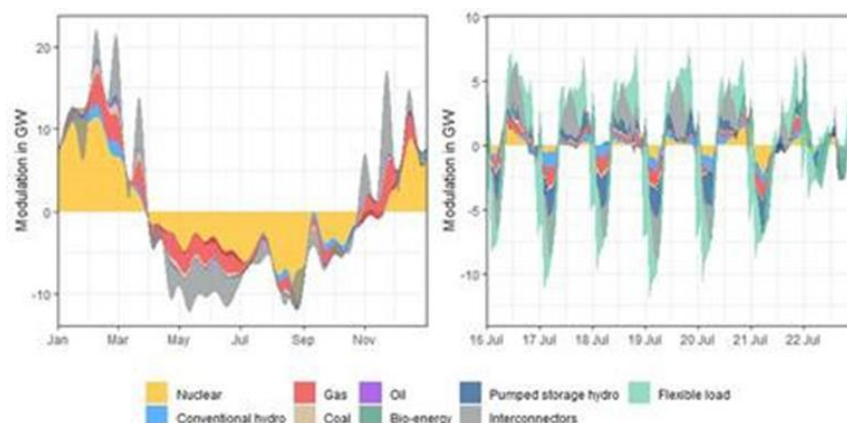 Modulation in GW
20
10
0
-10
Jan Mar May Jul Sep Nov
Modulation in GW
10
5
0
-5
-10
16 Jul 17 Jul 18 Jul 19 Jul 20 Jul 21 Jul 22 Jul
Nuclear Gas Oil Pumped storage hydro Flexible load
Conventional hydro Coal Bio-energy Interconnectors